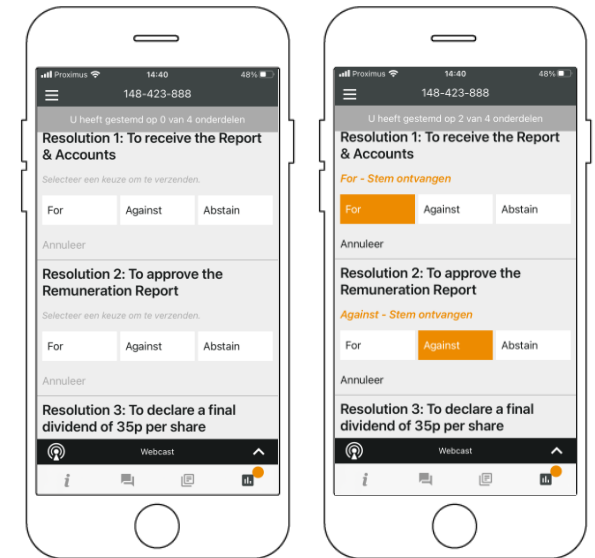 Proximus 14:40 48%
148-423-888
U heeft gestemd op 0 van 4 onderdelen
Resolution 1: To receive the Report
& Accounts
Selecteer een keuze om te verzenden.
For Against Abstain
Annuleer
Resolution 2: To approve the
Remuneration Report
Selecteer een keuze om te verzenden.
For Against Abstain
Annuleer
Resolution 3: To declare a final
dividend of 35p per share
Webcast
i
Proximus 14:40 48%
148-423-888
U heeft gestemd op 2 van 4 onderdelen
Resolution 1: To receive the Report
& Accounts
For - Stem ontvangen
For Against Abstain
Annuleer
Resolution 2: To approve the
Remuneration Report
Against - Stem ontvangen
For Against Abstain
Annuleer
Resolution 3: To declare a final
dividend of 35p per share
Webcast
i